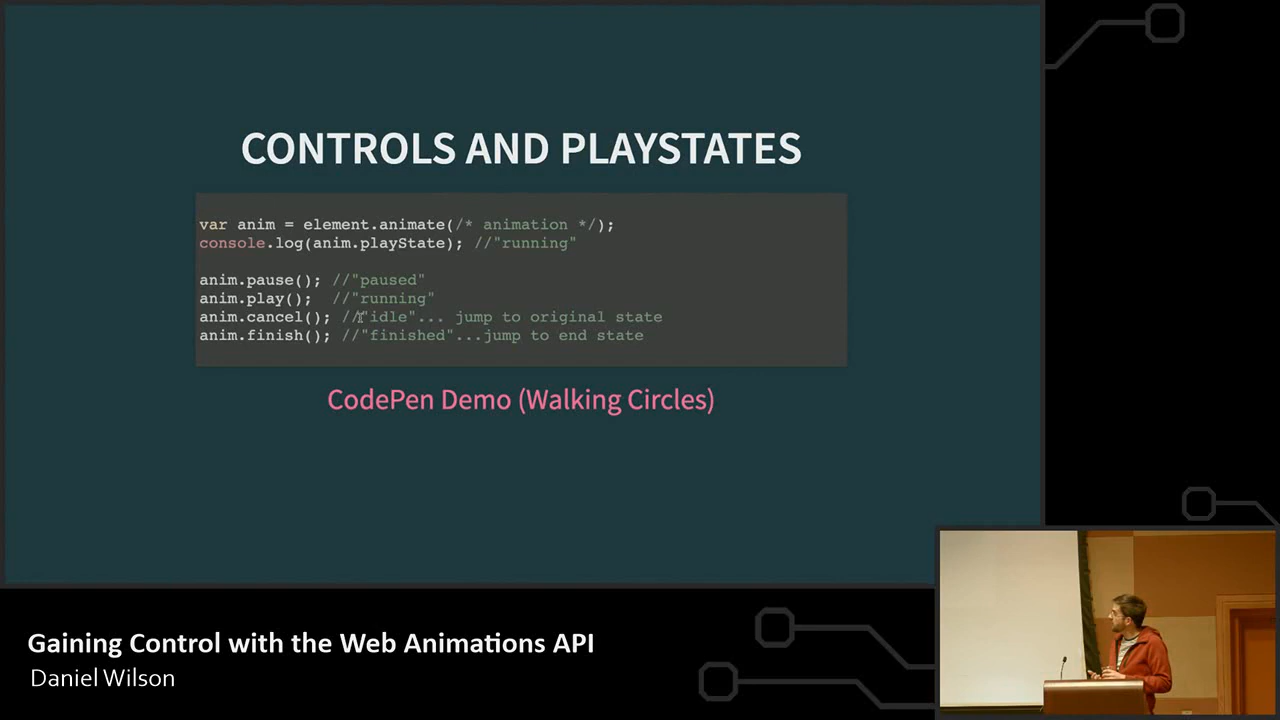 CONTROLS AND PLAYSTATES
var anim = element.animate(/* animation */);
console.log(anim.playState); //"running"
anim.pause(); //"paused"
anim.play();  //"running"
anim.cancel(); //"idle"... jump to original state
anim.finish(); //"finished"...jump to end state
CodePen Demo (Walking Circles)
Gaining Control with the Web Animations API
Daniel Wilson